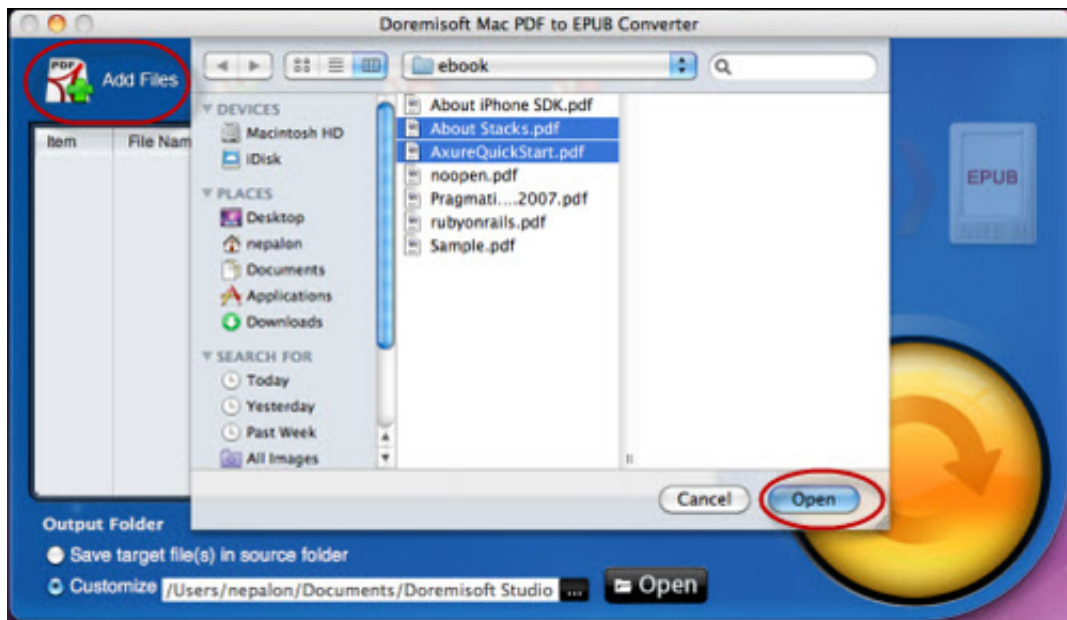 Doremisoft Mac PDF to EPUB Converter
PDF
Add Files
ebook
Item File Nam
DEVICES
Macintosh HD
iDisk
PLACES
Desktop
nepalon
Documents
Applications
Downloads
SEARCH FOR
Today
Yesterday
Past Week
All Images
About iPhone SDK.pdf
About Stacks.pdf
AxureQuickStart.pdf
noopen.pdf
Pragmati....2007.pdf
rubyonrails.pdf
Sample.pdf
EPUB
Cancel Open
Output Folder
Save target file(s) in source folder
Customize /Users/nepalon/Documents/Doremisoft Studio ... Open